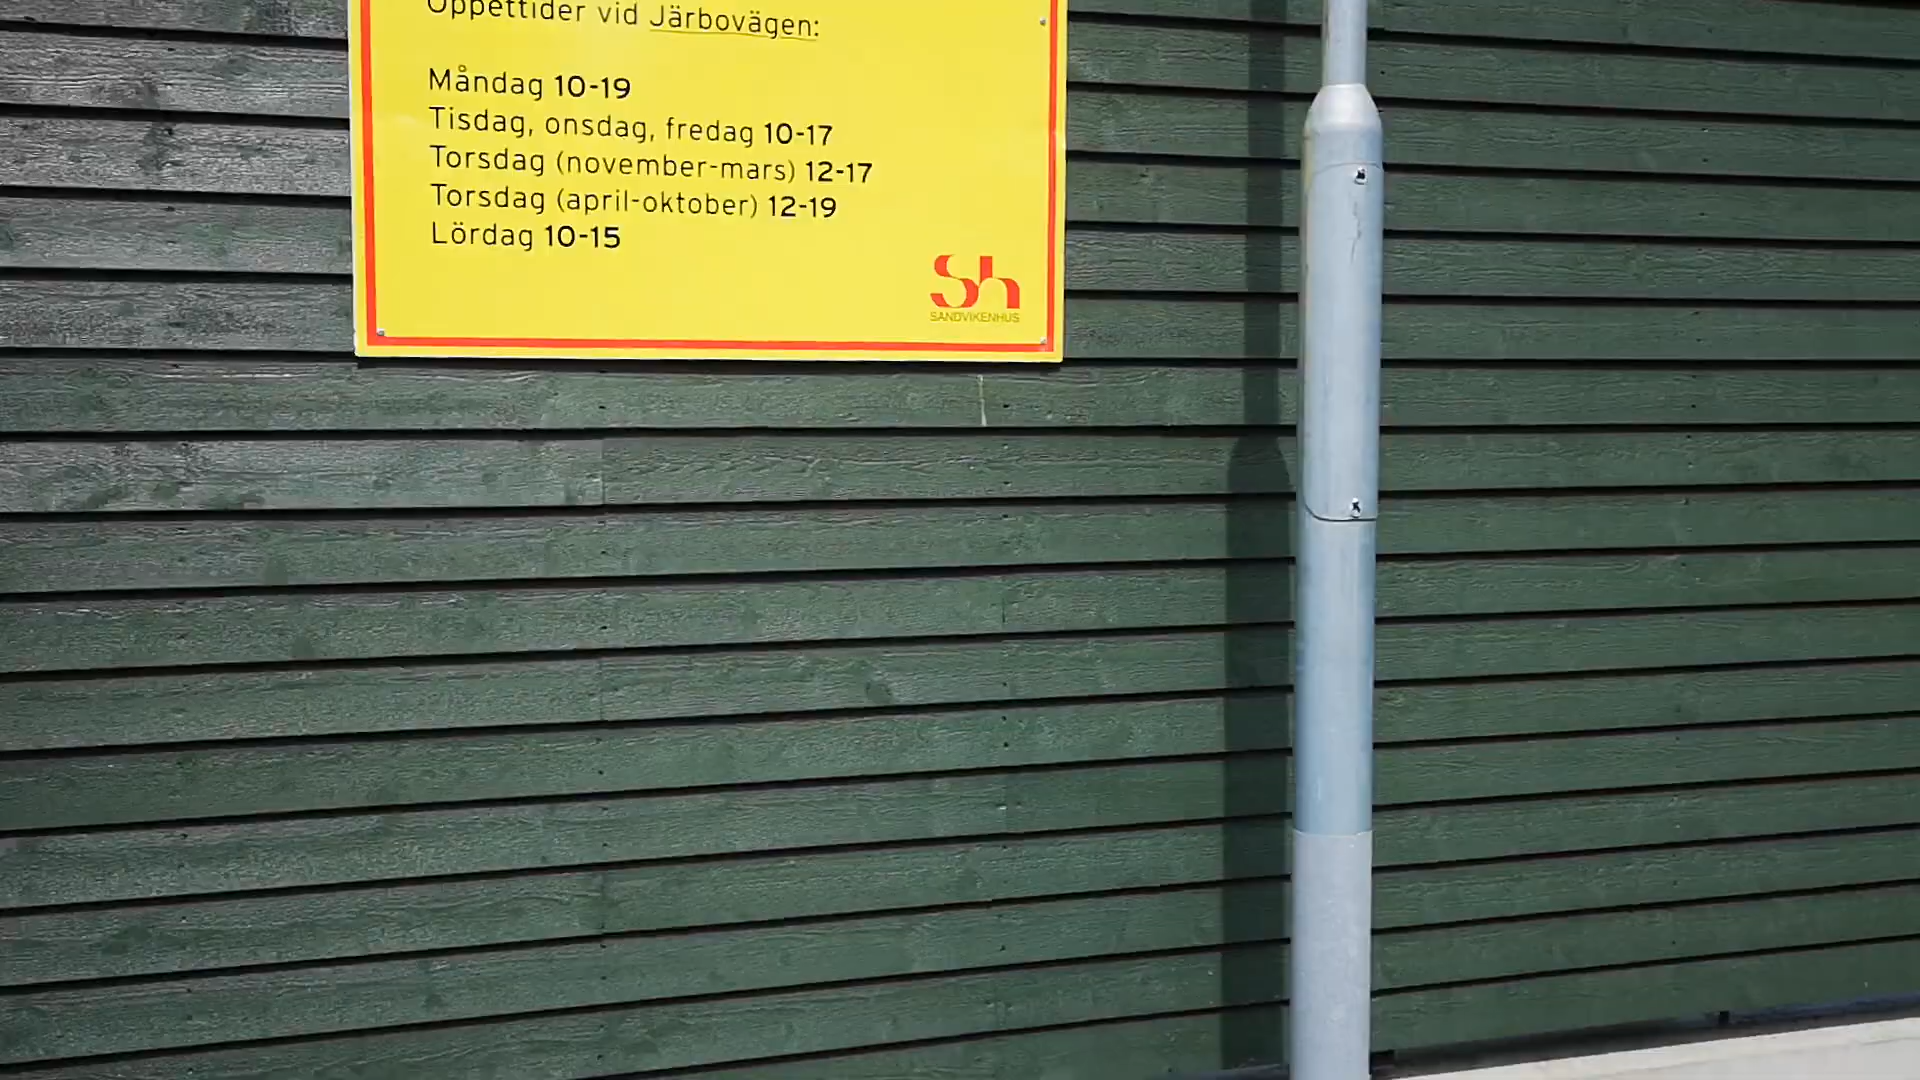 Öppettider vid Järbovägen:
Måndag 10-19
Tisdag, onsdag, fredag 10-17
Torsdag (november-mars) 12-17
Torsdag (april-oktober) 12-19
Lördag 10-15
Sh
SANDVIKENHUS